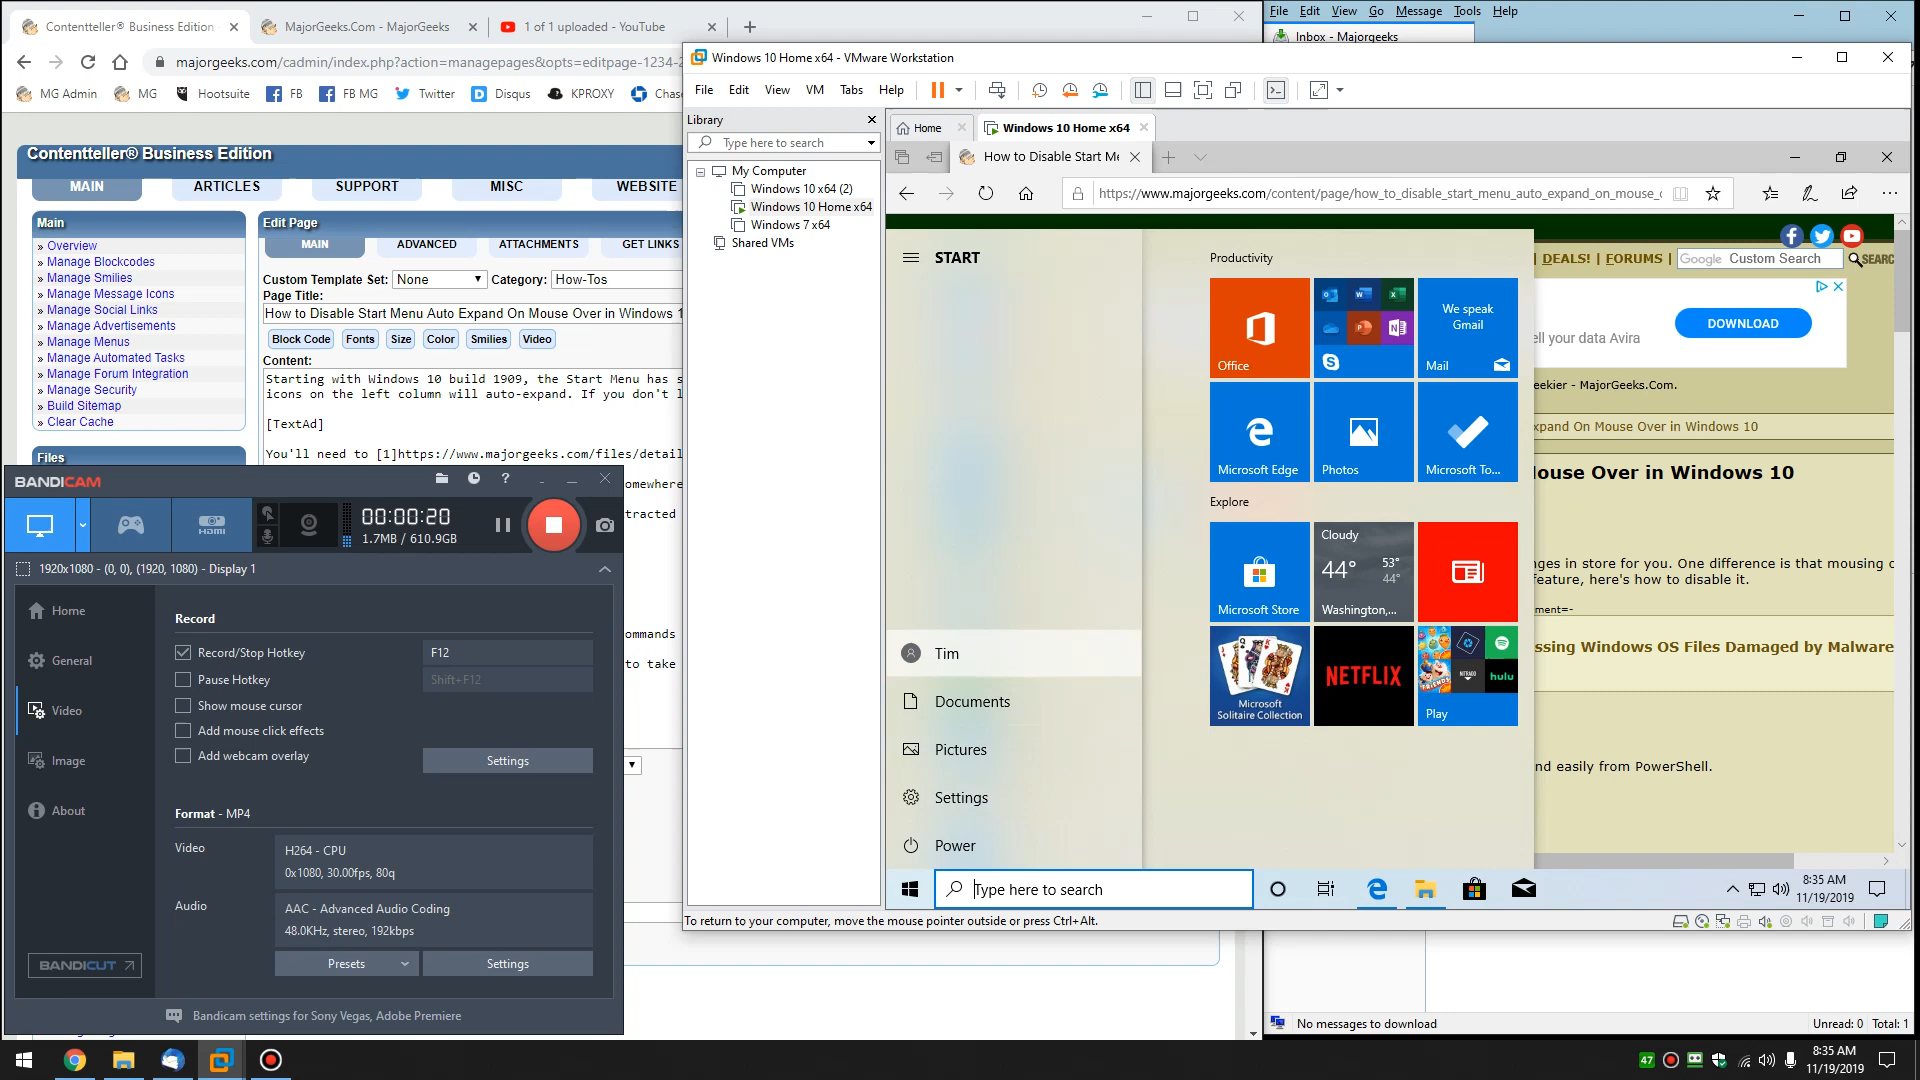 Contentteller® Business Edition
MajorGeeks.Com - MajorGeeks
1 of 1 uploaded - YouTube
majorgeeks.com/cadmin/index.php?action=managepages&opts=editpage-1234-2
MG Admin
MG
Hootsuite
FB
FB MG
Twitter
Disqus
KPROXY
Chase
Contentteller® Business Edition
MAIN
ARTICLES
SUPPORT
MISC
WEBSITE
Main
» Overview
» Manage Blockcodes
» Manage Smilies
» Manage Message Icons
» Manage Social Links
» Manage Advertisements
» Manage Menus
» Manage Automated Tasks
» Manage Forum Integration
» Manage Security
» Build Sitemap
» Clear Cache
Files
Edit Page
MAIN
ADVANCED
ATTACHMENTS
GET LINKS
Custom Template Set: None
Category: How-Tos
Page Title:
How to Disable Start Menu Auto Expand On Mouse Over in Windows 1
Block Code
Fonts
Size
Color
Smilies
Video
Content:
Starting with Windows 10 build 1909, the Start Menu has s
icons on the left column will auto-expand. If you don't l
[TextAd]
You'll need to [1]https://www.majorgeeks.com/files/detail
omewhere
tracted
ommands
to take
BANDICAM
00:00:20
1.7MB / 610.9GB
HDMI
1920x1080 - (0, 0), (1920, 1080) - Display 1
Home
General
Video
Image
About
BANDICUT
Record
Record/Stop Hotkey
F12
Pause Hotkey
Shift+F12
Show mouse cursor
Add mouse click effects
Add webcam overlay
Settings
Format - MP4
Video
H264 - CPU
0x1080, 30.00fps, 80q
Audio
AAC - Advanced Audio Coding
48.0KHz, stereo, 192kbps
Presets
Settings
Bandicam settings for Sony Vegas, Adobe Premiere
File Edit View Go Message Tools Help
Inbox - Majorgeeks
Windows 10 Home x64 - VMware Workstation
File Edit View VM Tabs Help
Library
Type here to search
My Computer
Windows 10 x64 (2)
Windows 10 Home x64
Windows 7 x64
Shared VMs
Home
Windows 10 Home x64
How to Disable Start Me
https://www.majorgeeks.com/content/page/how_to_disable_start_menu_auto_expand_on_mouse_
START
Tim
Documents
Pictures
Settings
Power
Productivity
Office
We speak
Gmail
Mail
Microsoft Edge
Photos
Microsoft To...
Explore
Microsoft Store
Cloudy
44°
53°
44°
Washington,...
Microsoft
Solitaire Collection
NETFLIX
FRIENDS
NITRADO
hulu
Play
| DEALS! | FORUMS |
Google Custom Search
SEARC
ell your data Avira
DOWNLOAD
eekier - MajorGeeks.Com.
xpand On Mouse Over in Windows 10
ouse Over in Windows 10
nges in store for you. One difference is that mousing o
feature, here's how to disable it.
ment=-
ssing Windows OS Files Damaged by Malware
nd easily from PowerShell.
Type here to search
8:35 AM
11/19/2019
To return to your computer, move the mouse pointer outside or press Ctrl+Alt.
No messages to download
Unread: 0
Total: 1
47
8:35 AM
11/19/2019